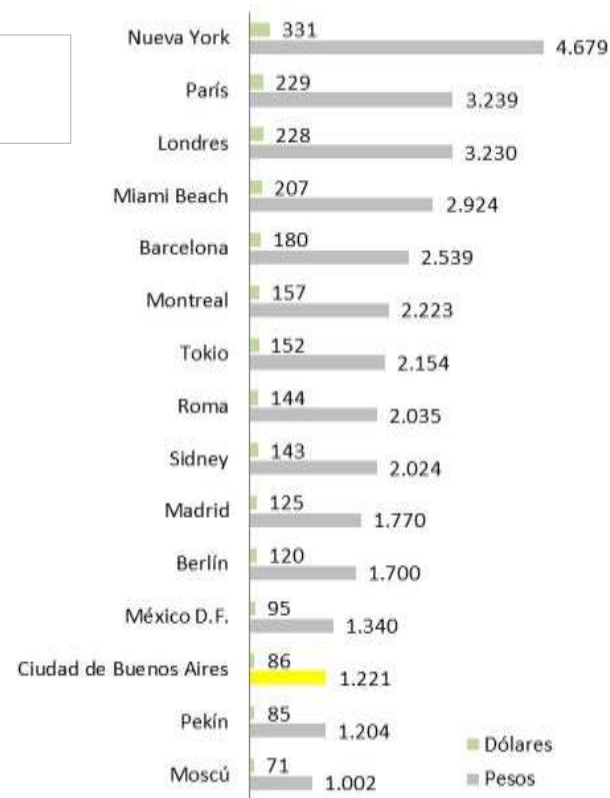 Nueva York 331
4.679
París 229
3.239
Londres 228
3.230
Miami Beach 207
2.924
Barcelona 180
2.539
Montreal 157
2.223
Tokio 152
2.154
Roma 144
2.035
Sidney 143
2.024
Madrid 125
1.770
Berlín 120
1.700
México D.F. 95
1.340
Ciudad de Buenos Aires 86
1.221
Pekín 85
1.204
Moscú 71
1.002
Dólares
Pesos